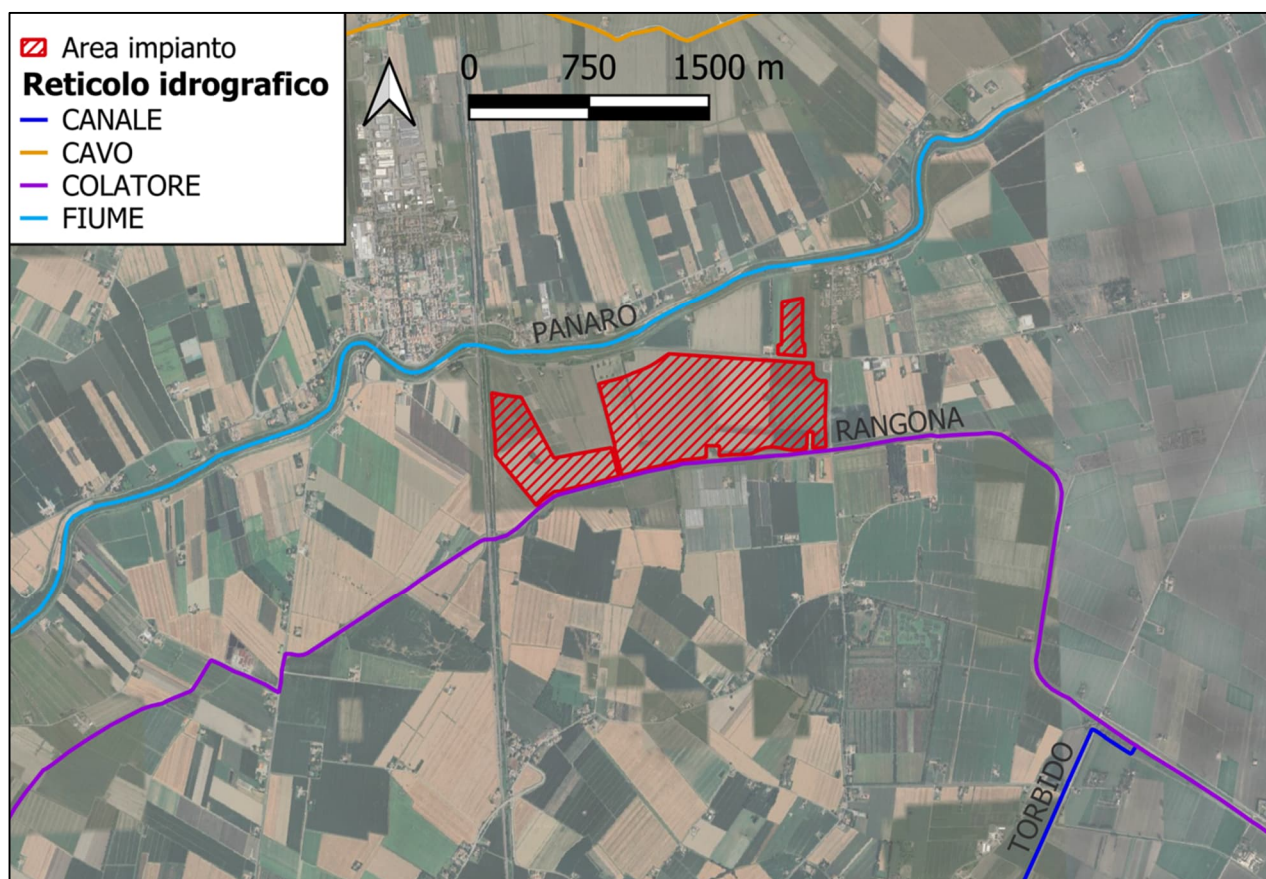 Area impianto
Reticolo idrografico
CANALE
CAVO
COLATORE
FIUME
0 750 1500 m
PANARO
RANGONA
TORBIDO